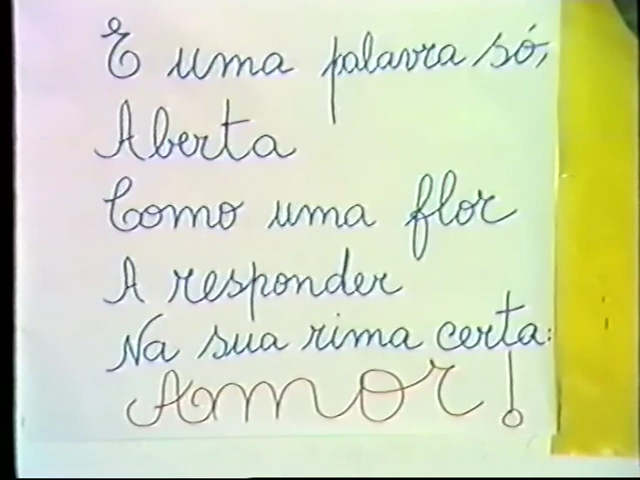 E uma palavra só,
Aberta
Como uma flor
A responder
Na sua rima certa:
Amor!